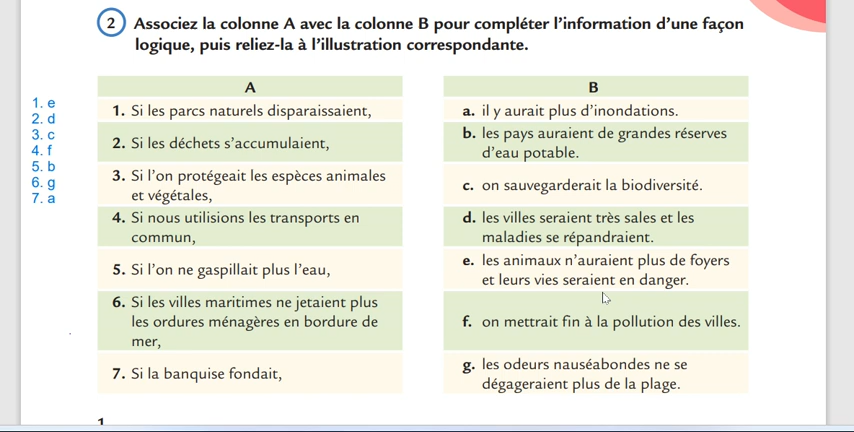 2 Associez la colonne A avec la colonne B pour compléter l'information d'une façon
logique, puis reliez-la à l'illustration correspondante.
1. e
2. d
3. c
4. f
5. b
6. g
7. a
A
1. Si les parcs naturels disparaissaient,
2. Si les déchets s'accumulaient,
3. Si l'on protégeait les espèces animales
et végétales,
4. Si nous utilisions les transports en
commun,
5. Si l'on ne gaspillait plus l'eau,
6. Si les villes maritimes ne jetaient plus
les ordures ménagères en bordure de
mer,
7. Si la banquise fondait,
B
a. il y aurait plus d'inondations.
b. les pays auraient de grandes réserves
d'eau potable.
c. on sauvegarderait la biodiversité.
d. les villes seraient très sales et les
maladies se répandraient.
e. les animaux n'auraient plus de foyers
et leurs vies seraient en danger.
f. on mettrait fin à la pollution des villes.
g. les odeurs nauséabondes ne se
dégageraient plus de la plage.